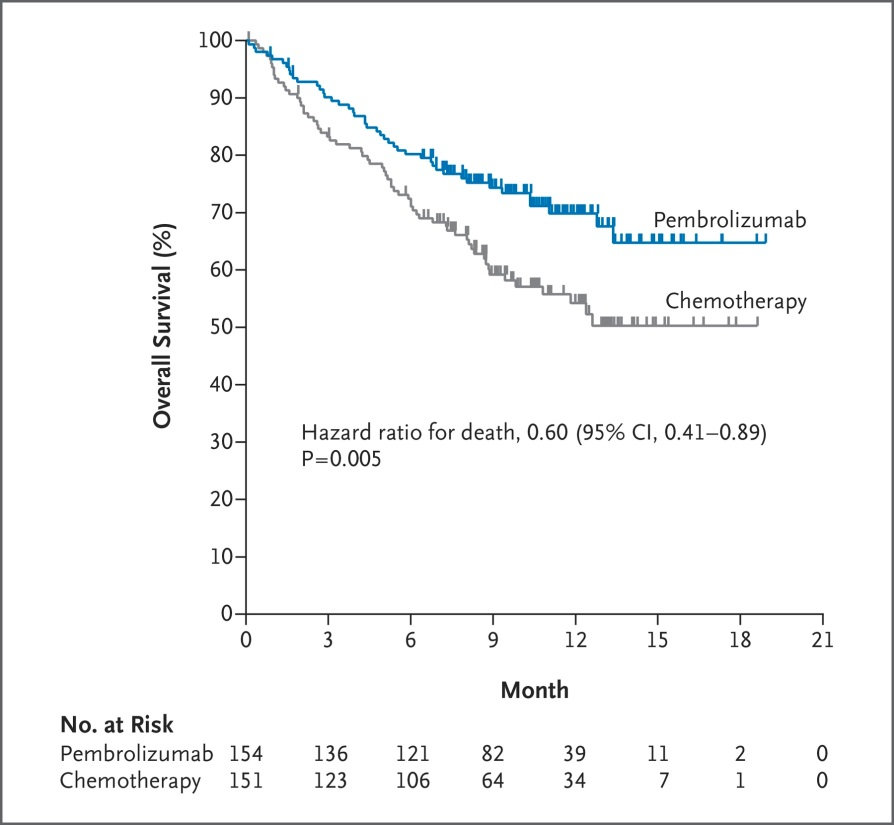 100
90
80
70
60
50
40
30
20
10
0
Overall Survival (%)
Pembrolizumab
Chemotherapy
Hazard ratio for death, 0.60 (95% CI, 0.41–0.89)
P=0.005
0 3 6 9 12 15 18 21
Month
No. at Risk
Pembrolizumab 154 136 121 82 39 11 2 0
Chemotherapy 151 123 106 64 34 7 1 0